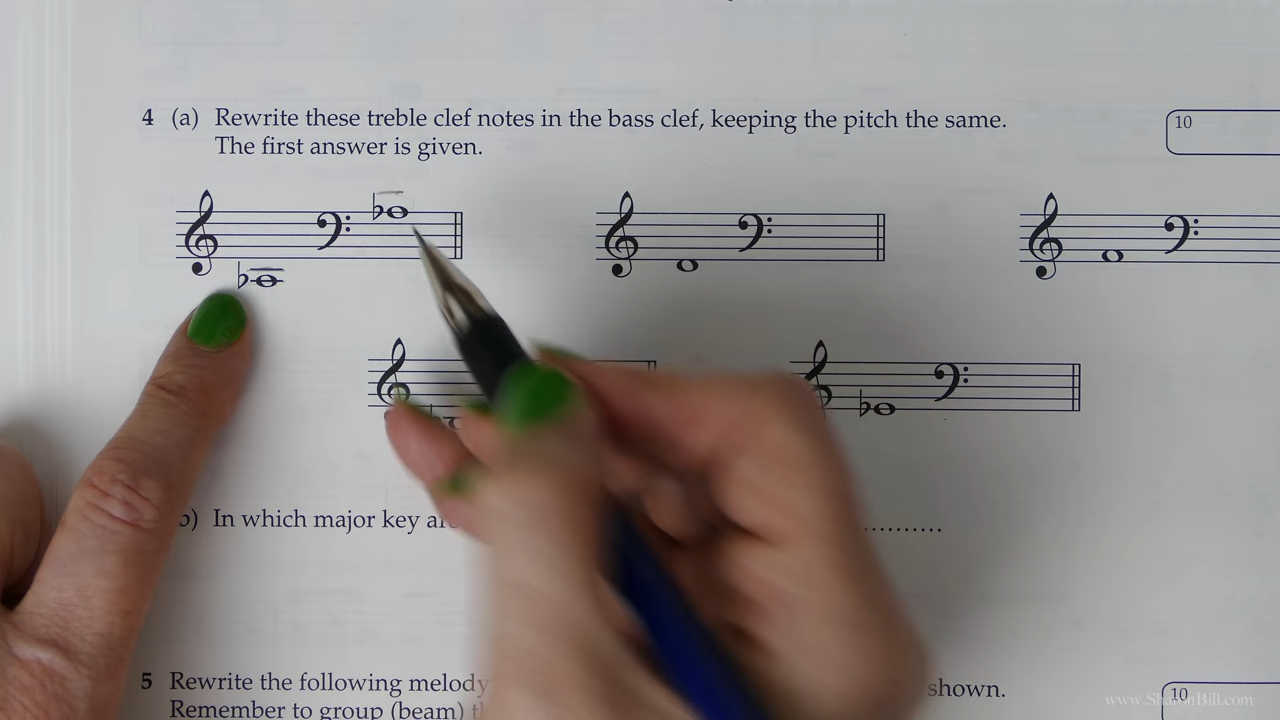 4 (a) Rewrite these treble clef notes in the bass clef, keeping the pitch the same.
The first answer is given.
10
b) In which major key ..........
5 Rewrite the following melody shown.
Remember to group (beam)
10
www.SharonBill.com